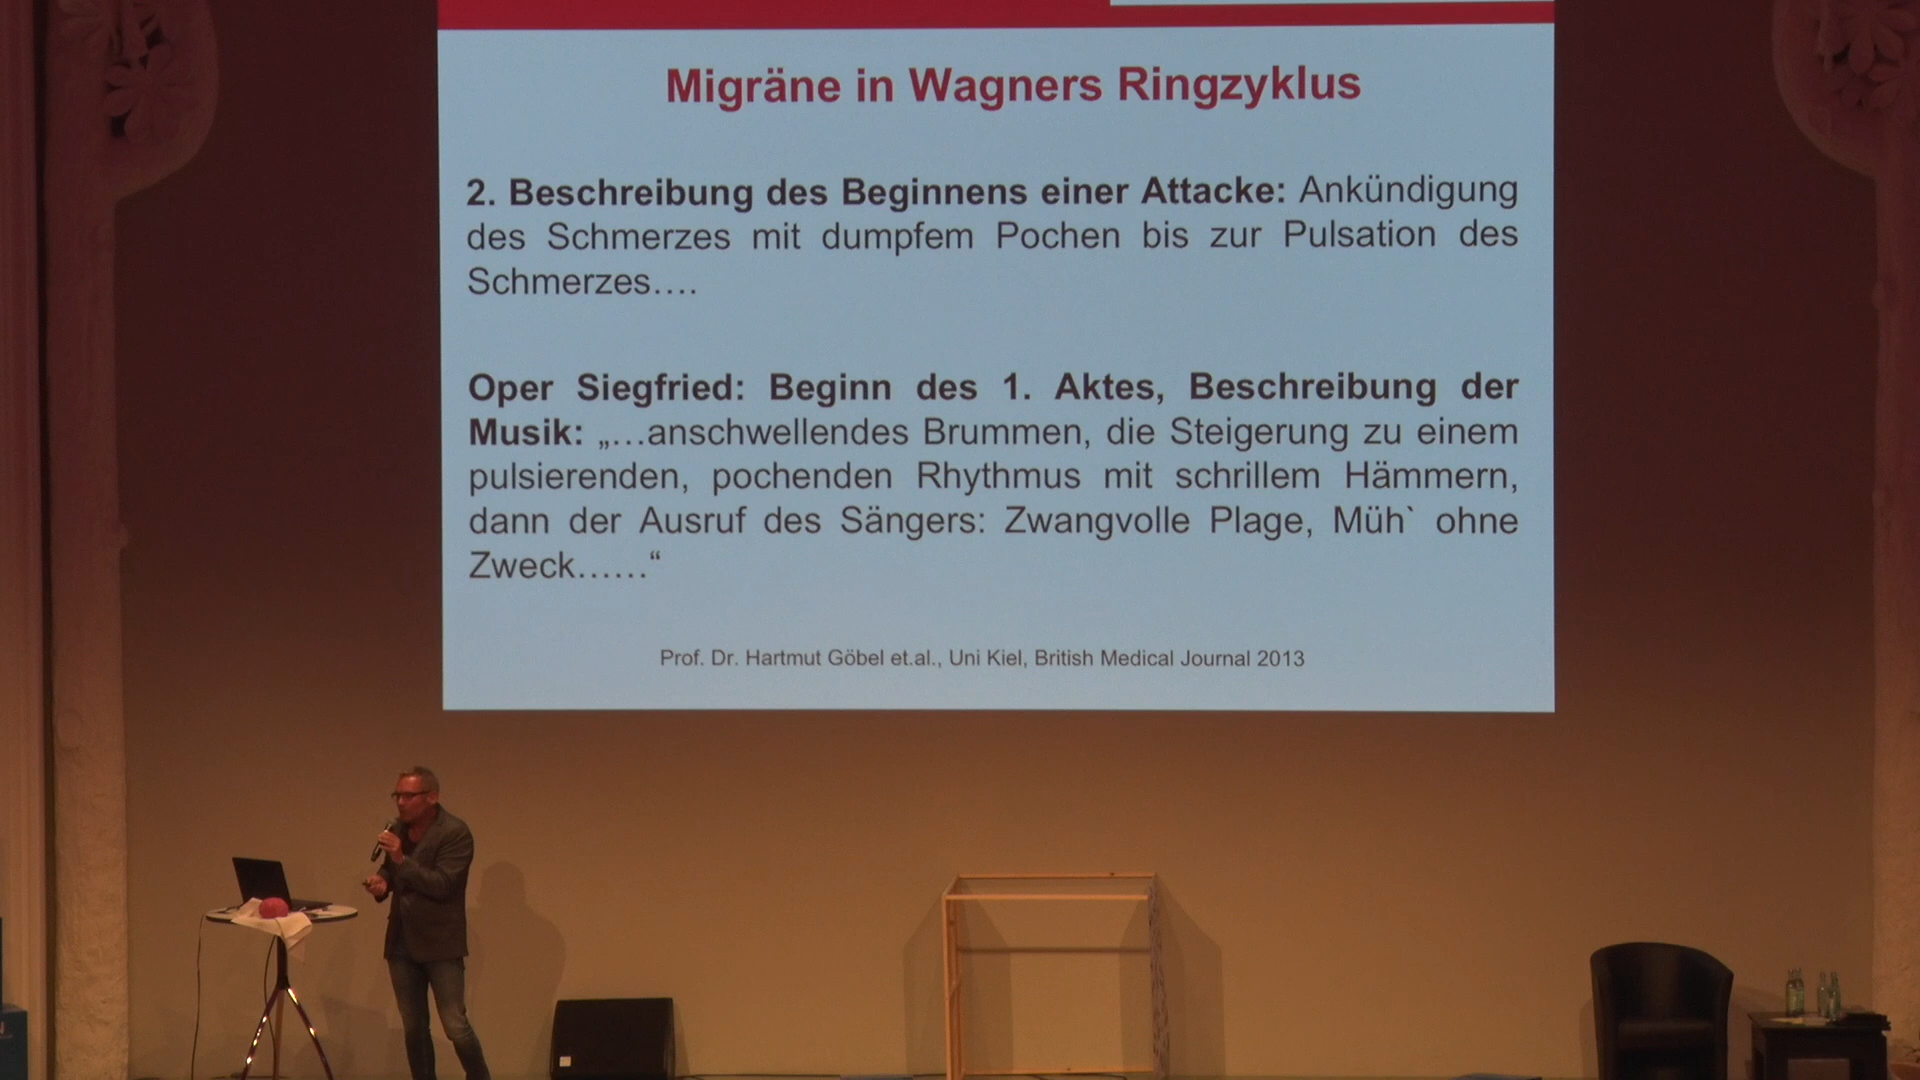 Migräne in Wagners Ringzyklus
2. Beschreibung des Beginnens einer Attacke: Ankündigung
des Schmerzes mit dumpfem Pochen bis zur Pulsation des
Schmerzes….
Oper Siegfried: Beginn des 1. Aktes, Beschreibung der
Musik: „…anschwellendes Brummen, die Steigerung zu einem
pulsierenden, pochenden Rhythmus mit schrillem Hämmern,
dann der Ausruf des Sängers: Zwangvolle Plage, Müh` ohne
Zweck……“
Prof. Dr. Hartmut Göbel et.al., Uni Kiel, British Medical Journal 2013